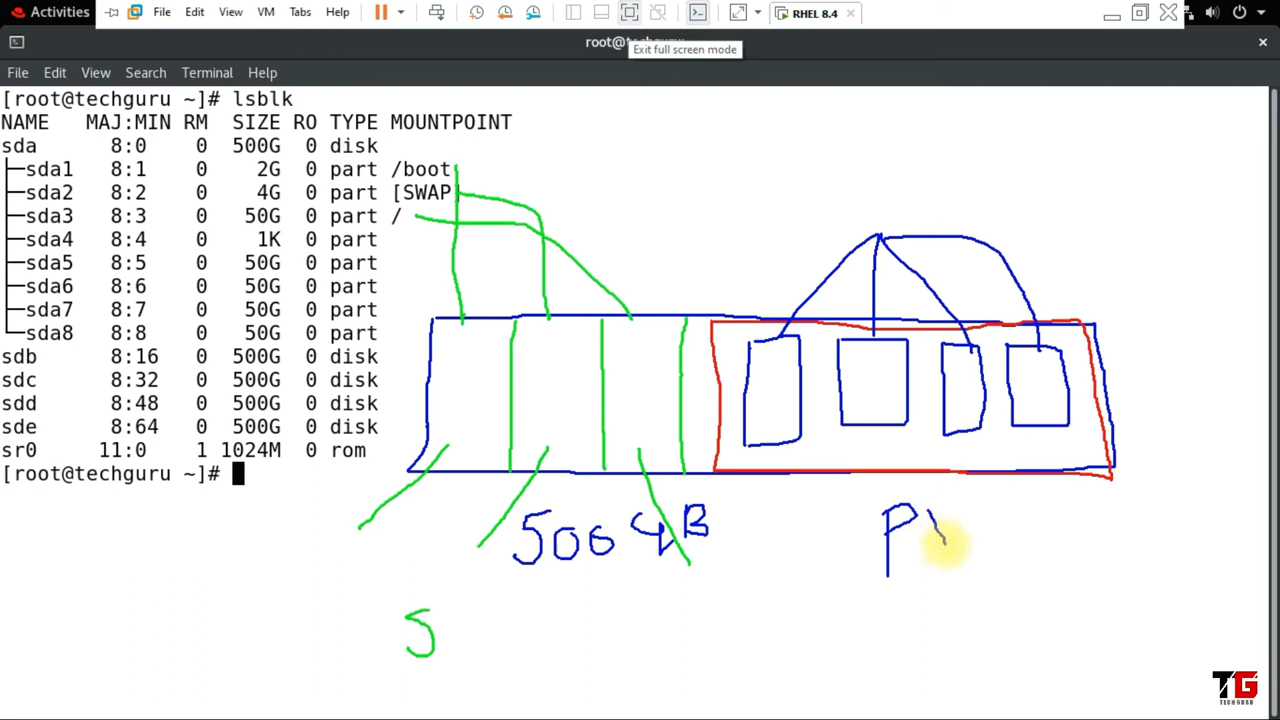 Activities File Edit View VM Tabs Help RHEL 8.4
root@te
Exit full screen mode
File Edit View Search Terminal Help
[root@techguru ~]# lsblk
NAME MAJ:MIN RM SIZE RO TYPE MOUNTPOINT
sda 8:0 0 500G 0 disk
├─sda1 8:1 0 2G 0 part /boot
├─sda2 8:2 0 4G 0 part [SWAP]
├─sda3 8:3 0 50G 0 part /
├─sda4 8:4 0 1K 0 part
├─sda5 8:5 0 50G 0 part
├─sda6 8:6 0 50G 0 part
├─sda7 8:7 0 50G 0 part
└─sda8 8:8 0 50G 0 part
sdb 8:16 0 500G 0 disk
sdc 8:32 0 500G 0 disk
sdd 8:48 0 500G 0 disk
sde 8:64 0 500G 0 disk
sr0 11:0 1 1024M 0 rom
[root@techguru ~]#
500 GB
P
S
TG
TECHGURU